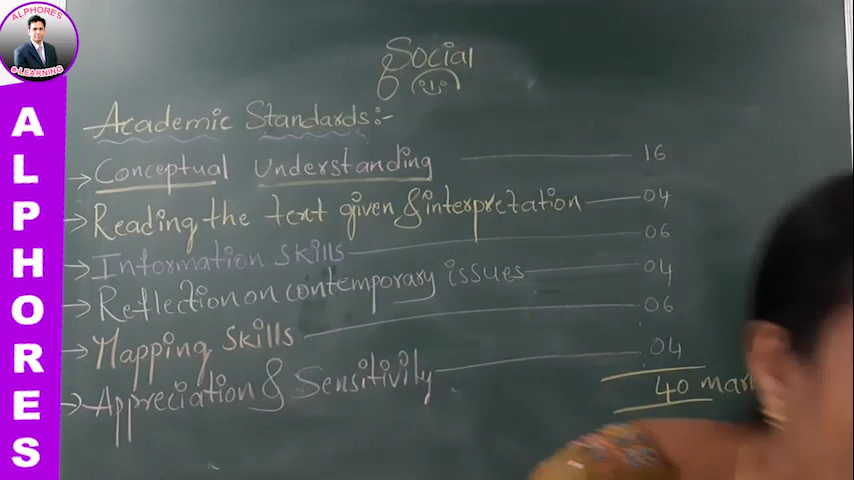 ALPHORES
e-LEARNING
ALPHORES
Social
Academic Standards:-
→ Conceptual Understanding — 16
→ Reading the text given & interpretation — 04
→ Information skills — 06
→ Reflection on contemporary issues — 04
→ Mapping Skills — 06
→ Appreciation & Sensitivity — 04
40 mar